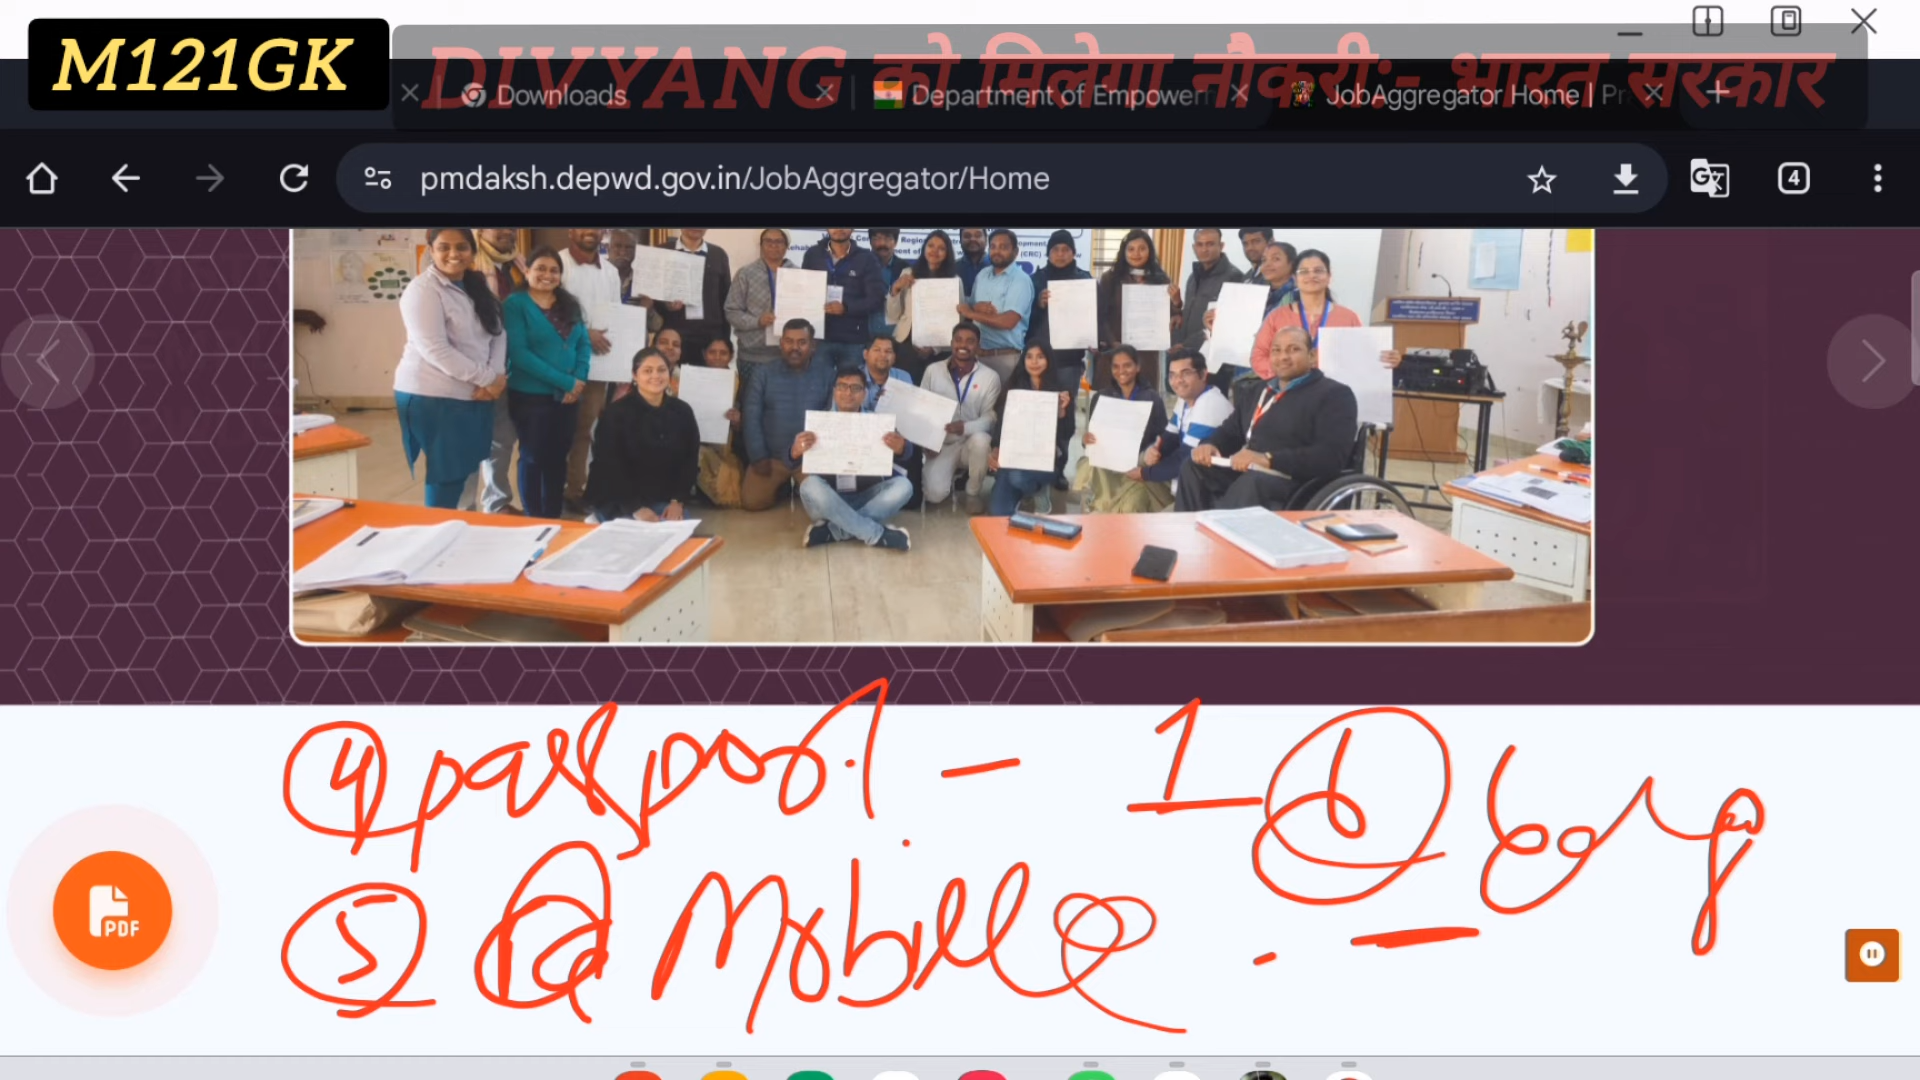 M121GK
DIVYANG को मिलेगा नौकरी:- भारत सरकार
Downloads
Department of Empower
JobAggregator Home | Pr
pmdaksh.depwd.gov.in/JobAggregator/Home
4
PDF
④ passport - 1
⑤ Mobile